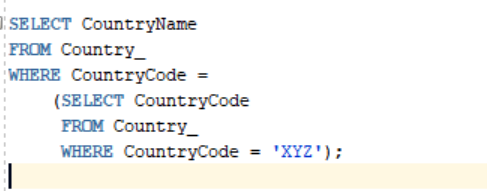 SELECT CountryName
FROM Country_
WHERE CountryCode =
(SELECT CountryCode
FROM Country_
WHERE CountryCode = 'XYZ');